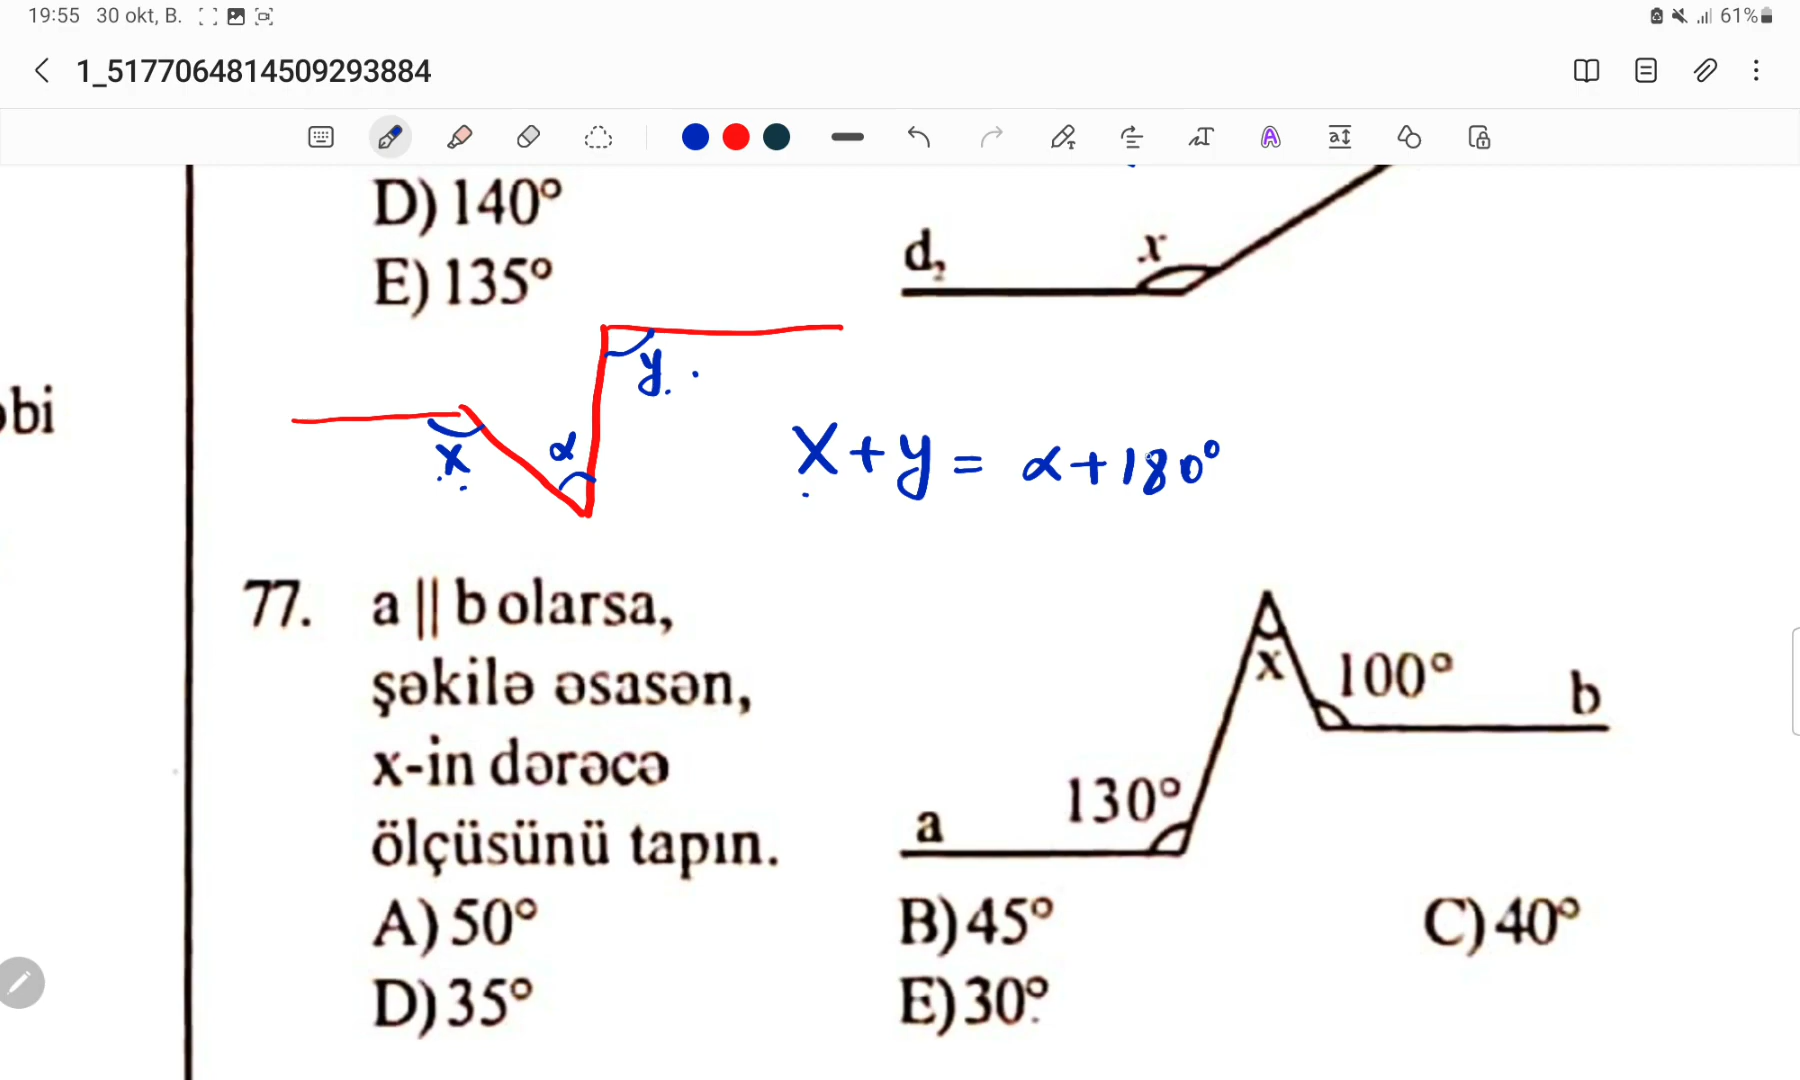 19:55 30 okt, B. 61%
1_5177064814509293884
D) 140°
E) 135°
d₂ x
y
α
x
x+y = α+180°
77. a || b olarsa,
şəkilə əsasən,
x-in dərəcə
ölçüsünü tapın.
x 100° b
a 130°
A) 50° B) 45° C) 40°
D) 35° E) 30°